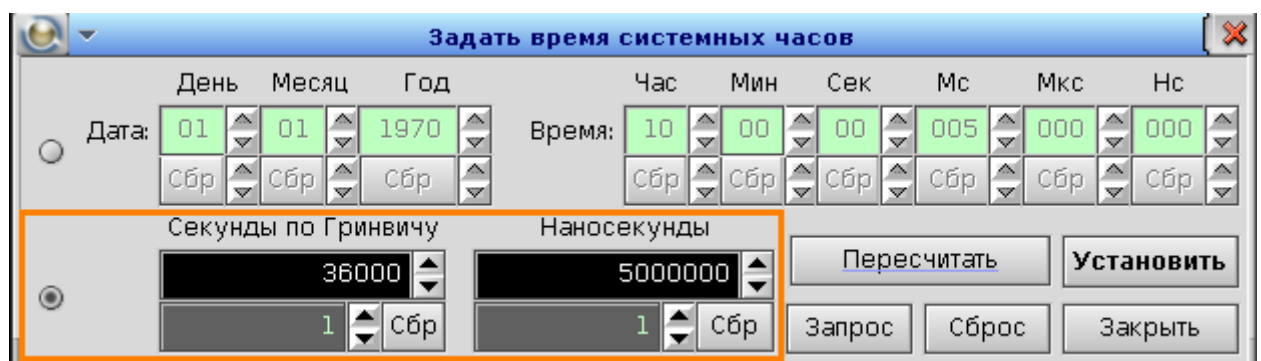 Задать время системных часов
День Месяц Год Час Мин Сек Мс Мкс Нс
Дата: 01 01 1970 Время: 10 00 00 005 000 000
Сбр Сбр Сбр Сбр Сбр Сбр Сбр Сбр Сбр
Секунды по Гринвичу Наносекунды
36000 5000000 Пересчитать Установить
1 Сбр 1 Сбр Запрос Сброс Закрыть